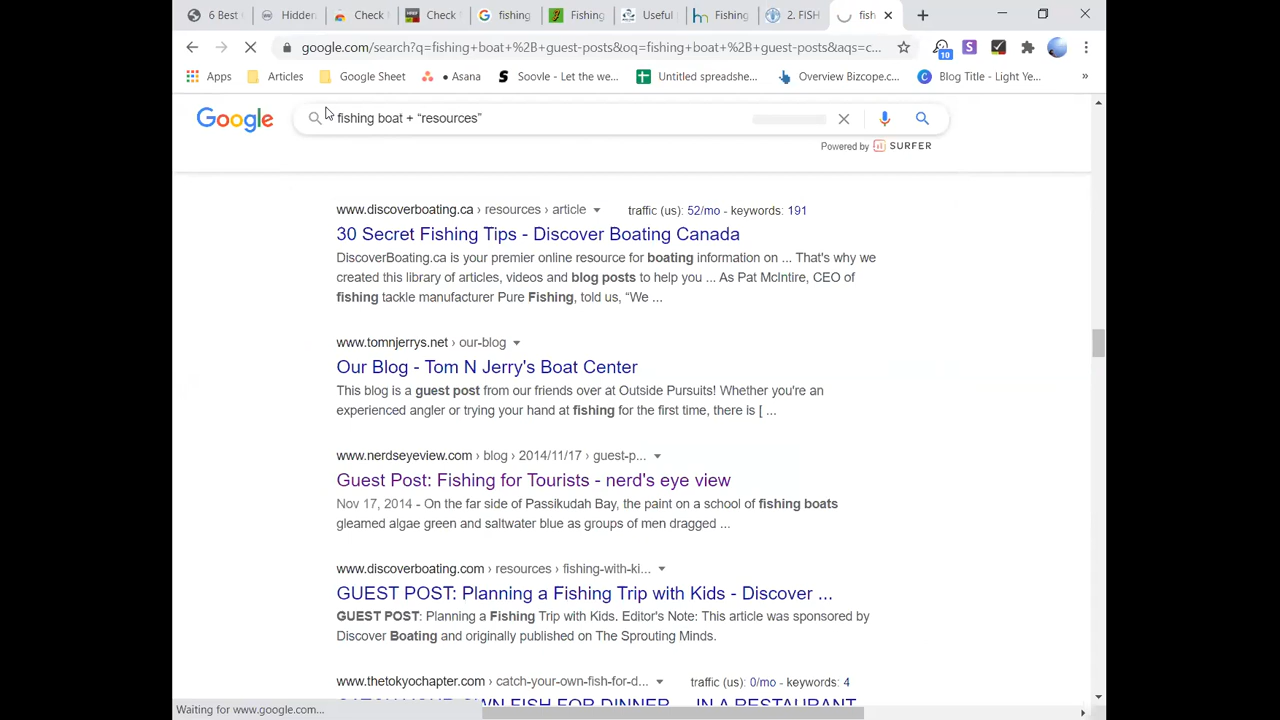 6 Best
Hidden
Check
Check
fishing
Fishing
Useful
Fishing
2. FISH
fish
google.com/search?q=fishing+boat+%2B+guest-posts&oq=fishing+boat+%2B+guest-posts&aqs=c...
10
Apps
Articles
Google Sheet
• Asana
Soovle - Let the we...
Untitled spreadshe...
Overview Bizcope.c...
Blog Title - Light Ye...
»
Google
fishing boat + “resources”
Powered by SURFER
www.discoverboating.ca › resources › article
traffic (us): 52/mo - keywords: 191
30 Secret Fishing Tips - Discover Boating Canada
DiscoverBoating.ca is your premier online resource for boating information on ... That's why we
created this library of articles, videos and blog posts to help you ... As Pat McIntire, CEO of
fishing tackle manufacturer Pure Fishing, told us, “We ...
www.tomnjerrys.net › our-blog
Our Blog - Tom N Jerry's Boat Center
This blog is a guest post from our friends over at Outside Pursuits! Whether you're an
experienced angler or trying your hand at fishing for the first time, there is [ ...
www.nerdseyeview.com › blog › 2014/11/17 › guest-p...
Guest Post: Fishing for Tourists - nerd's eye view
Nov 17, 2014 - On the far side of Passikudah Bay, the paint on a school of fishing boats
gleamed algae green and saltwater blue as groups of men dragged ...
www.discoverboating.com › resources › fishing-with-ki...
GUEST POST: Planning a Fishing Trip with Kids - Discover ...
GUEST POST: Planning a Fishing Trip with Kids. Editor's Note: This article was sponsored by
Discover Boating and originally published on The Sprouting Minds.
www.thetokyochapter.com › catch-your-own-fish-for-d...
traffic (us): 0/mo - keywords: 4
CATCH YOUR OWN FISH FOR DINNER ... IN A RESTAURANT
Waiting for www.google.com...